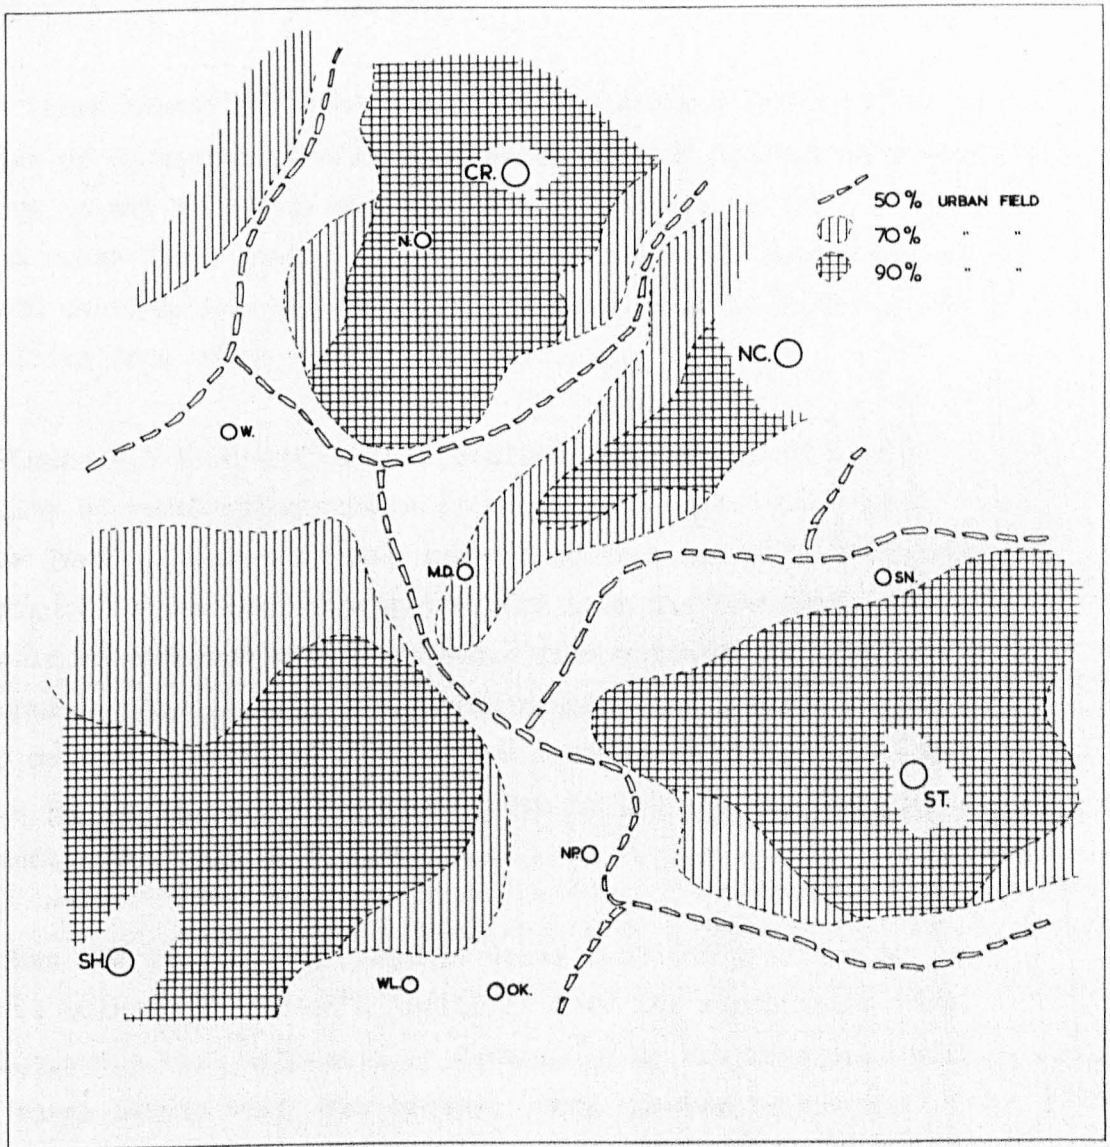 CR.
N.
50% URBAN FIELD
70% " "
90% " "
NC.
W.
M.D.
SN.
ST.
NP.
SH.
WL.
OK.